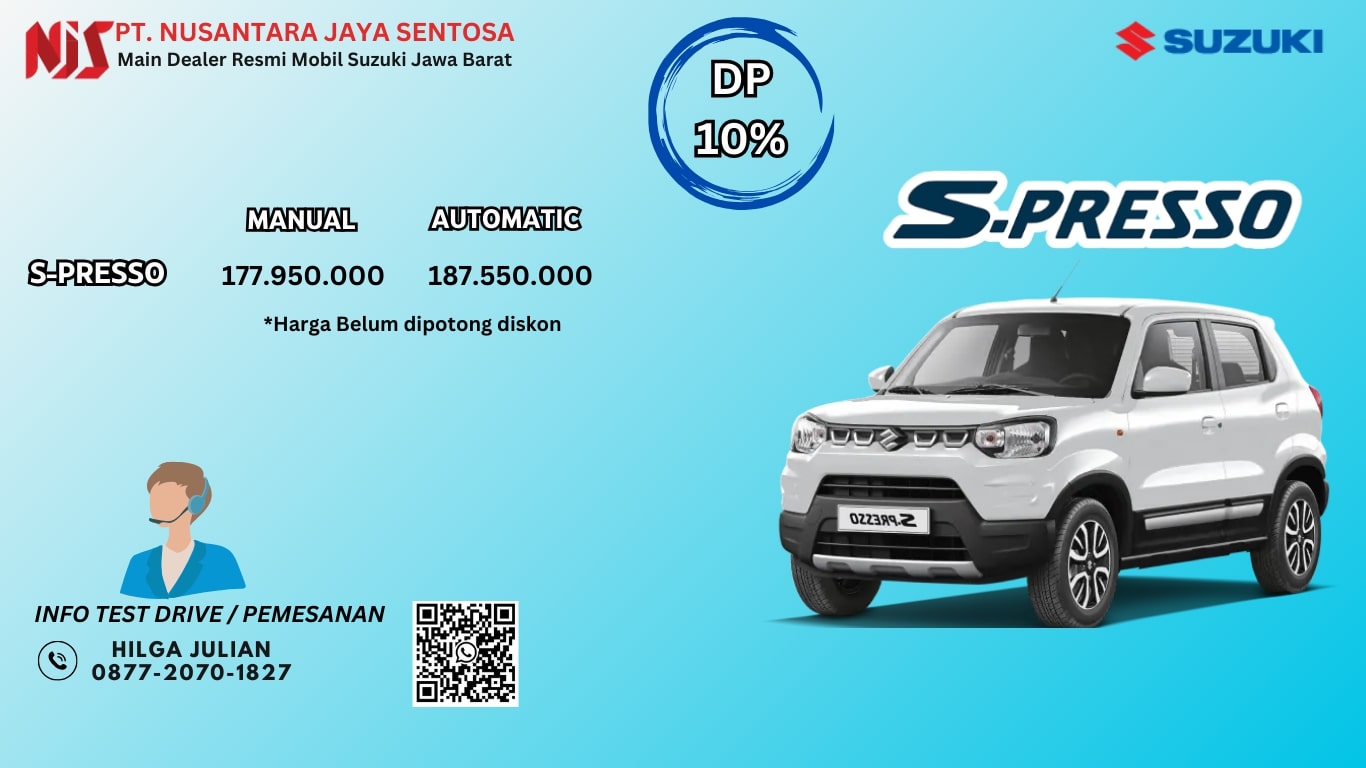 NJS PT. NUSANTARA JAYA SENTOSA
Main Dealer Resmi Mobil Suzuki Jawa Barat
DP
10%
SUZUKI
S-PRESSO
MANUAL AUTOMATIC
S-PRESSO 177.950.000 187.550.000
*Harga Belum dipotong diskon
S-PRESSO
INFO TEST DRIVE / PEMESANAN
HILGA JULIAN
0877-2070-1827